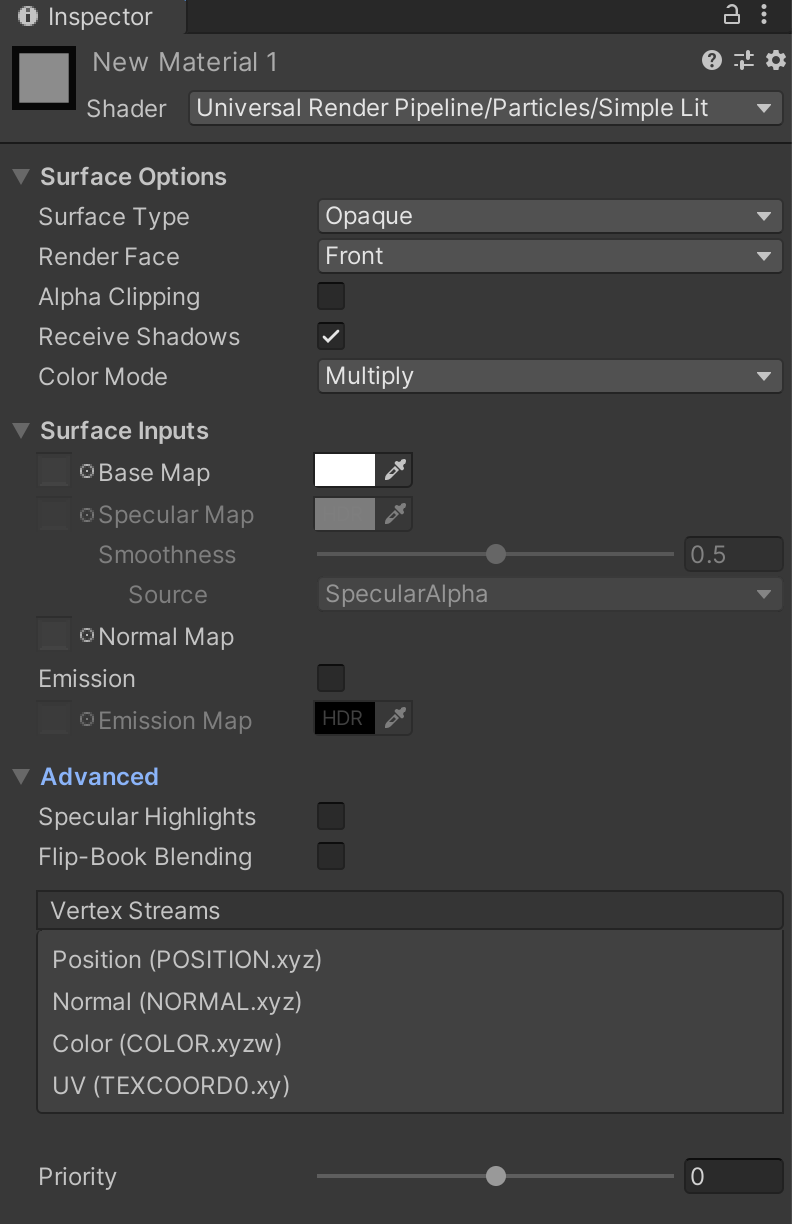 Inspector
New Material 1
Shader Universal Render Pipeline/Particles/Simple Lit
Surface Options
Surface Type Opaque
Render Face Front
Alpha Clipping
Receive Shadows
Color Mode Multiply
Surface Inputs
Base Map
Specular Map
Smoothness 0.5
Source SpecularAlpha
Normal Map
Emission
Emission Map HDR
Advanced
Specular Highlights
Flip-Book Blending
Vertex Streams
Position (POSITION.xyz)
Normal (NORMAL.xyz)
Color (COLOR.xyzw)
UV (TEXCOORD0.xy)
Priority 0